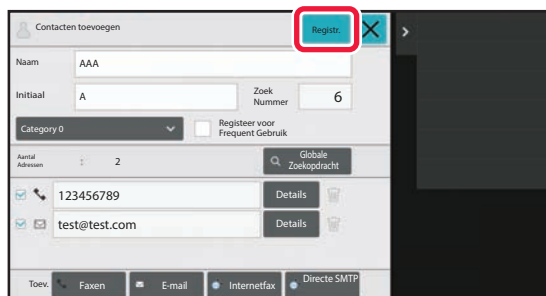 Contacten toevoegen
Registr.
Naam
AAA
Initiaal
A
Zoek
Nummer
6
Category 0
Registeer voor
Frequent Gebruik
Aantal
Adressen
:
2
Globale
Zoekopdracht
123456789
Details
test@test.com
Details
Toev.
Faxen
E-mail
Internetfax
Directe SMTP